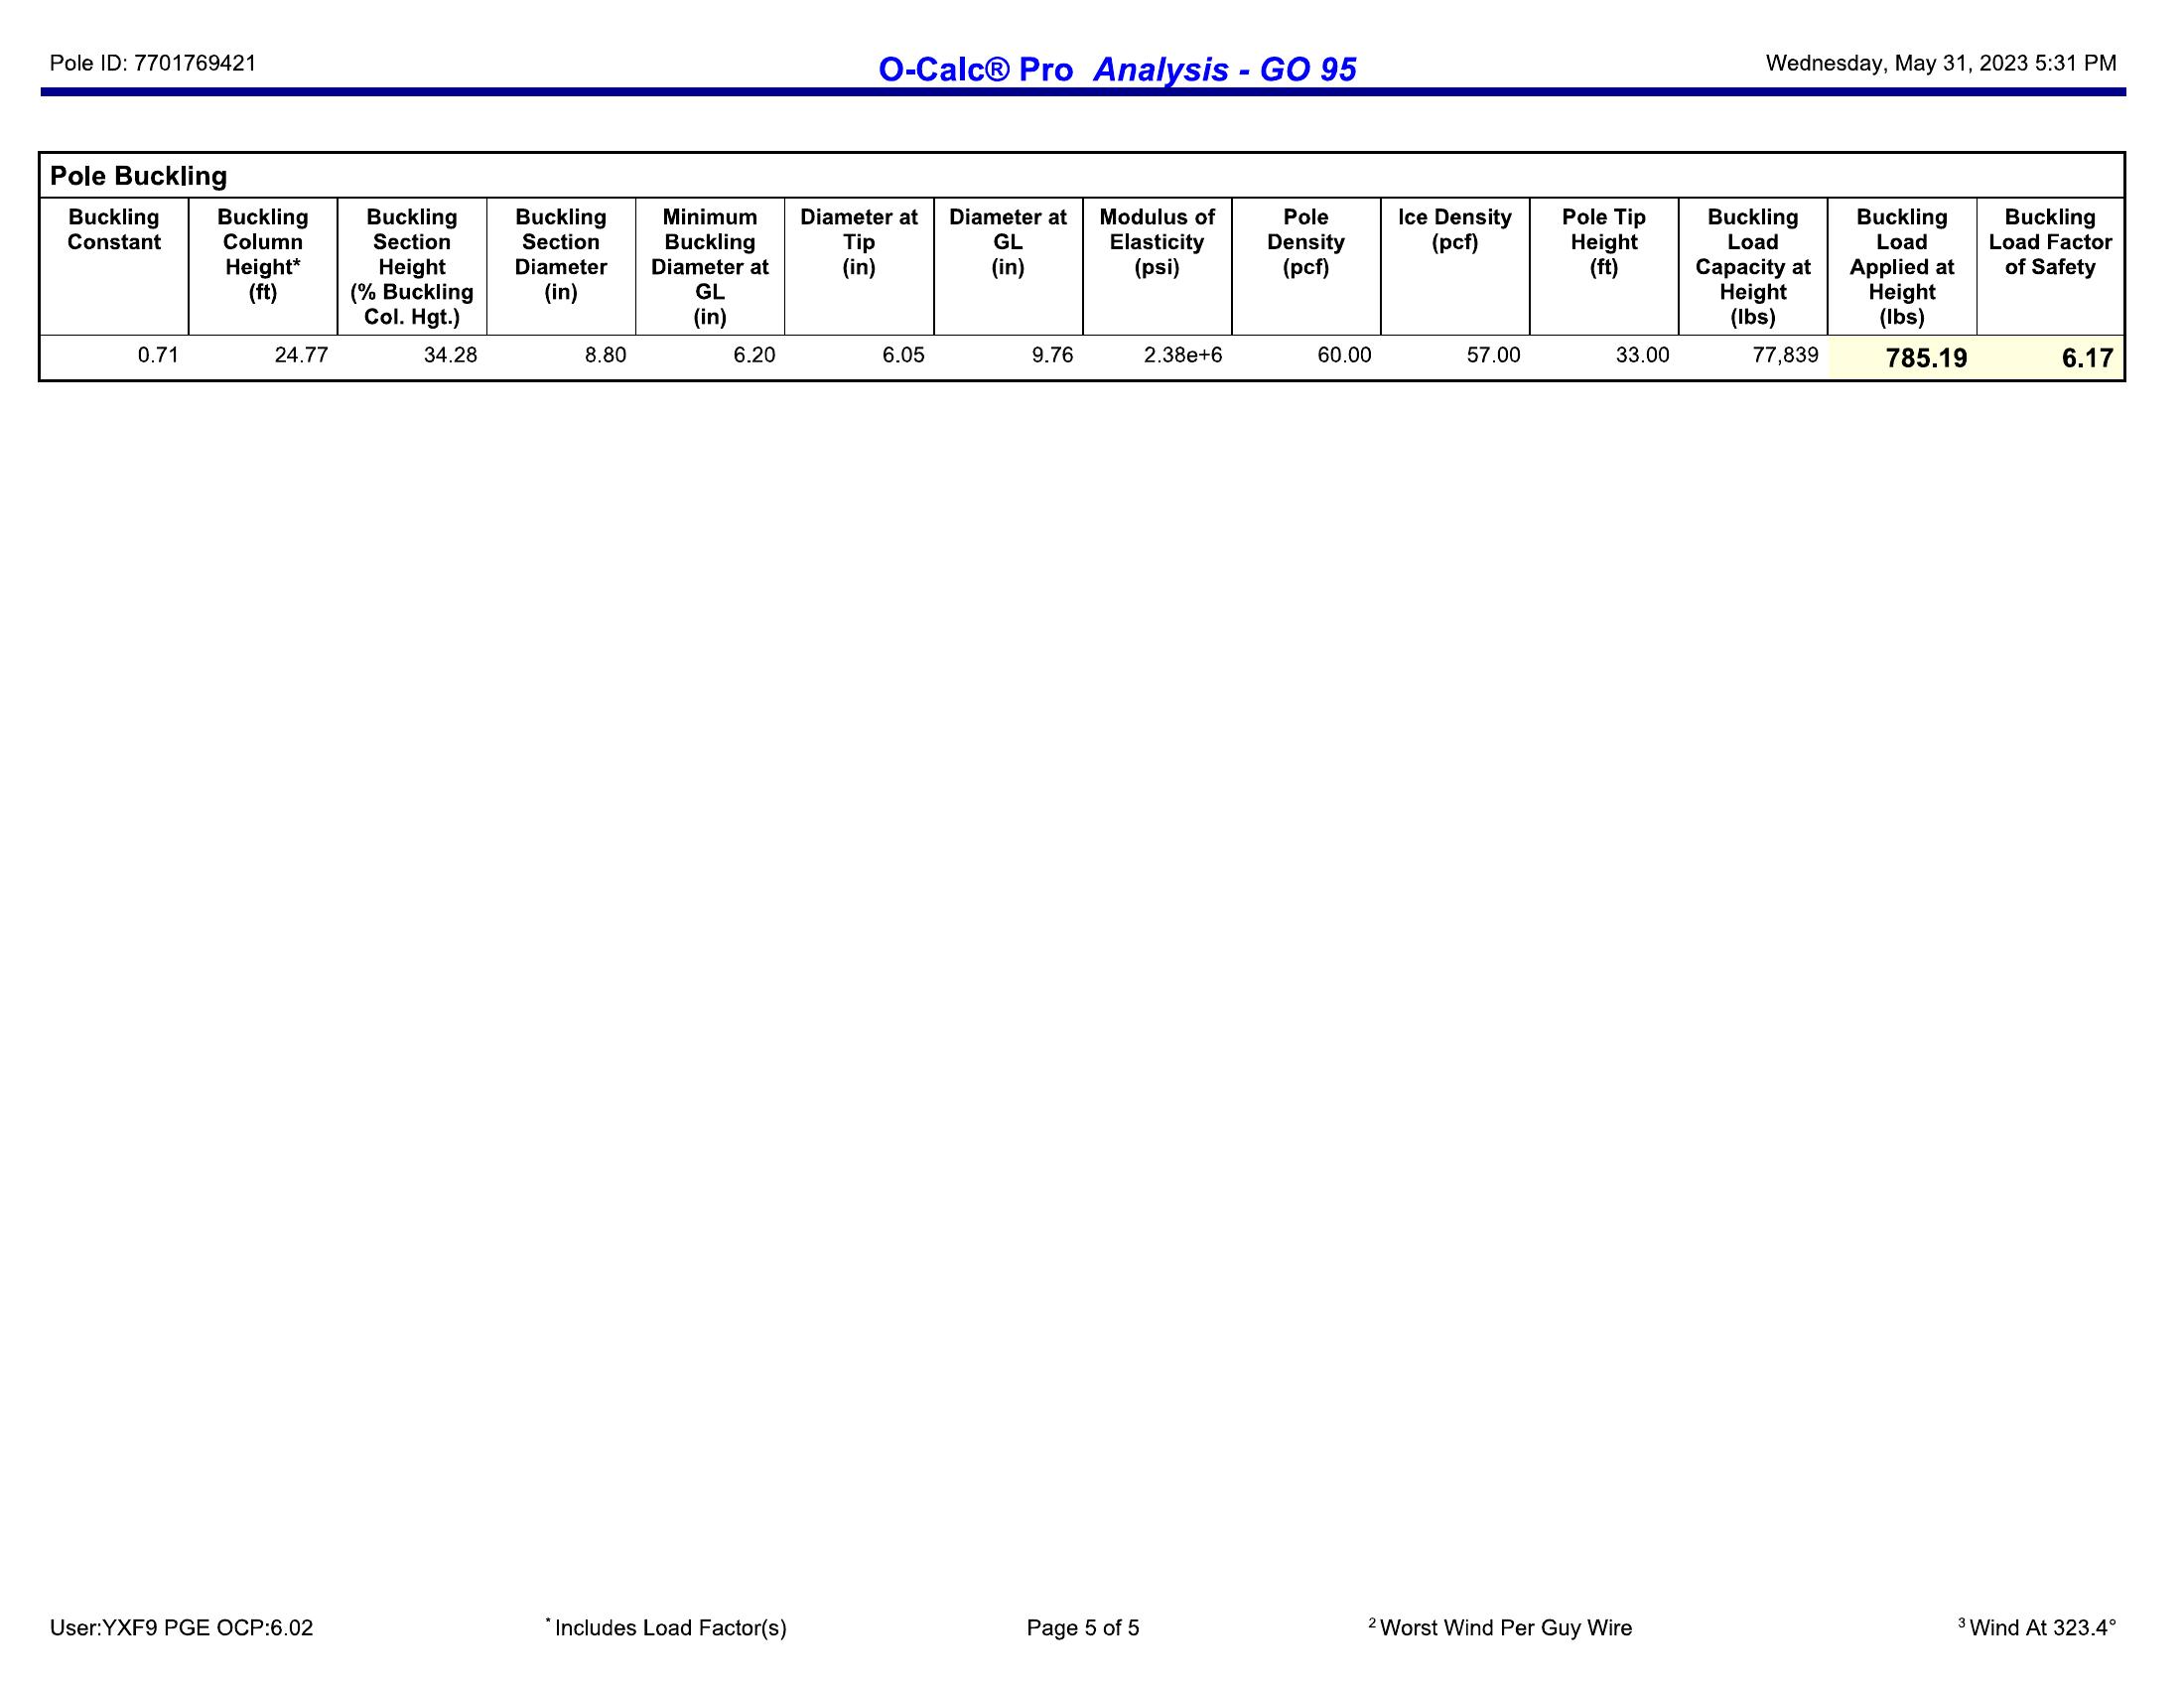 Pole ID: 7701769421
O-Calc® Pro Analysis - GO 95
Wednesday, May 31, 2023 5:31 PM
Pole Buckling
Buckling Constant
Buckling Column Height* (ft)
Buckling Section Height (% Buckling Col. Hgt.)
Buckling Section Diameter (in)
Minimum Buckling Diameter at GL (in)
Diameter at Tip (in)
Diameter at GL (in)
Modulus of Elasticity (psi)
Pole Density (pcf)
Ice Density (pcf)
Pole Tip Height (ft)
Buckling Load Capacity at Height (lbs)
Buckling Load Applied at Height (lbs)
Buckling Load Factor of Safety
0.71 24.77 34.28 8.80 6.20 6.05 9.76 2.38e+6 60.00 57.00 33.00 77,839 785.19 6.17
User:YXF9 PGE OCP:6.02
* Includes Load Factor(s)
Page 5 of 5
2 Worst Wind Per Guy Wire
3 Wind At 323.4°